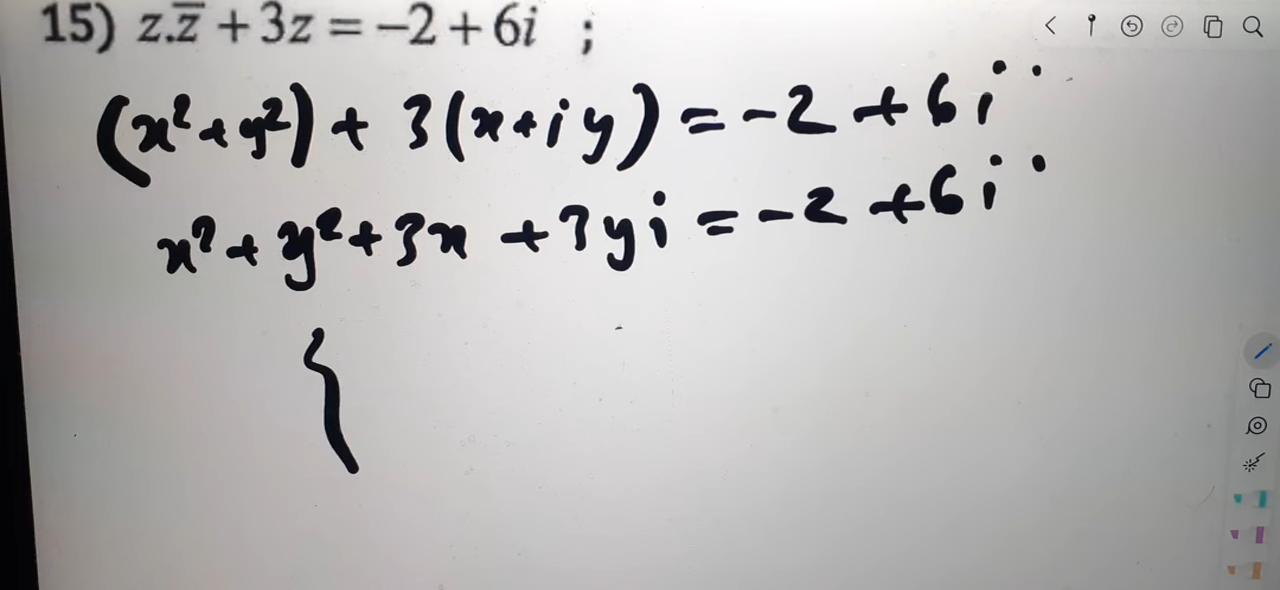 15) z.z̅ + 3z = −2 + 6i ;
(x² + y²) + 3(x + iy) = −2 + 6i
x² + y² + 3x + 3yi = −2 + 6i
{